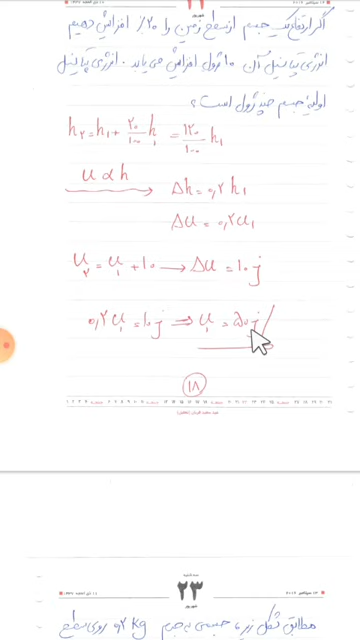 اگر ارتفاع یک جسم از سطح زمین را ۲۰٪ افزایش دهیم
انرژی پتانسیل آن ۱۰ ژول افزایش می یابد. انرژی پتانسیل
اولیهٔ جسم چند ژول است؟
h₂ = h₁ + ۲۰/۱۰۰ h₁ = ۱۲۰/۱۰۰ h₁
U α h → Δh = ۰,۲ h₁
ΔU = ۰,۲ U₁
U₂ = U₁ + ۱۰ → ΔU = ۱۰ j
۰,۲ U₁ = ۱۰ j ⇒ U₁ = ۵۰ j
۱۸
۲۳
شهریور
مطابق شکل زیر، جسمی به جرم ۰,۲ kg روی سطح